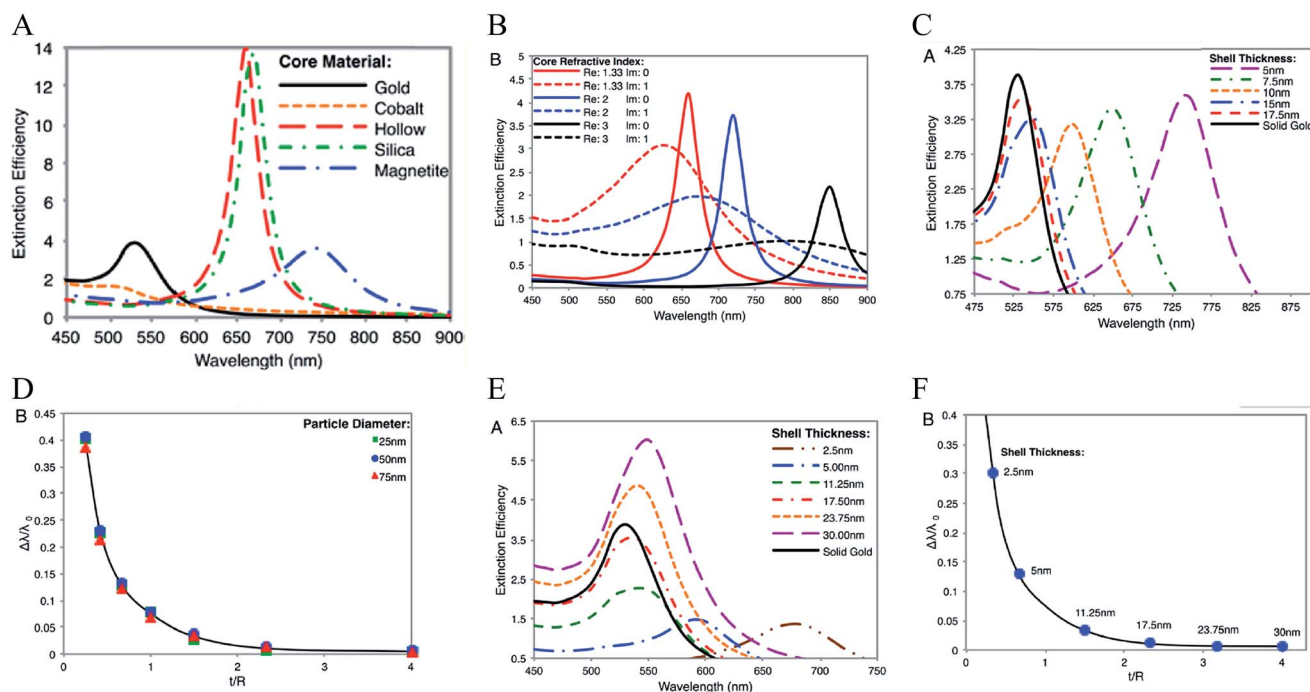 A
14
12
10
8
6
4
2
0
Extinction Efficiency
Core Material:
Gold
Cobalt
Hollow
Silica
Magnetite
450 500 550 600 650 700 750 800 850 900
Wavelength (nm)
B
B
5
4.5
4
3.5
3
2.5
2
1.5
1
0.5
0
Extinction Efficiency
Core Refractive Index:
Re: 1.33 Im: 0
Re: 1.33 Im: 1
Re: 2 Im: 0
Re: 2 Im: 1
Re: 3 Im: 0
Re: 3 Im: 1
450 500 550 600 650 700 750 800 850 900
Wavelength (nm)
C
A
4.25
3.75
3.25
2.75
2.25
1.75
1.25
0.75
Extinction Efficiency
Shell Thickness:
5nm
7.5nm
10nm
15nm
17.5nm
Solid Gold
475 525 575 625 675 725 775 825 875
Wavelength (nm)
D
B
0.45
0.4
0.35
0.3
0.25
0.2
0.15
0.1
0.05
0
Δλ/λ0
Particle Diameter:
25nm
50nm
75nm
0 1 2 3 4
t/R
E
A
6.5
5.5
4.5
3.5
2.5
1.5
0.5
Extinction Efficiency
Shell Thickness:
2.5nm
5.00nm
11.25nm
17.50nm
23.75nm
30.00nm
Solid Gold
450 500 550 600 650 700 750
Wavelength (nm)
F
B
0.4
0.35
0.3
0.25
0.2
0.15
0.1
0.05
0
Δλ/λ0
Shell Thickness:
2.5nm
5nm
11.25nm
17.5nm
23.75nm
30nm
0 1 2 3 4
t/R